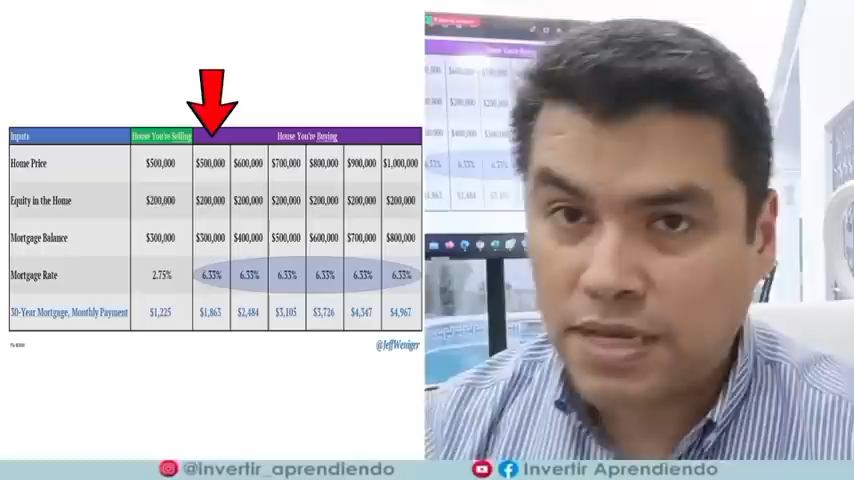 Inputs House You're Selling House You're Buying
Home Price $500,000 $500,000 $600,000 $700,000 $800,000 $900,000 $1,000,000
Equity in the Home $200,000 $200,000 $200,000 $200,000 $200,000 $200,000 $200,000
Mortgage Balance $300,000 $300,000 $400,000 $500,000 $600,000 $700,000 $800,000
Mortgage Rate 2.75% 6.33% 6.33% 6.33% 6.33% 6.33% 6.33%
30-Year Mortgage, Monthly Payment $1,225 $1,863 $2,484 $3,105 $3,726 $4,347 $4,967
@JeffWeniger
@invertir_aprendiendo
Invertir Aprendiendo